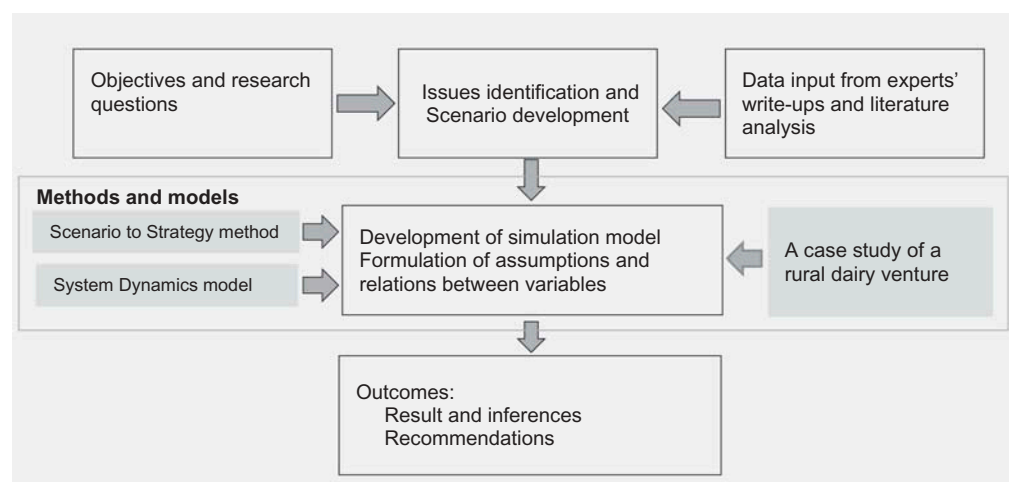 Objectives and research
questions
Issues identification and
Scenario development
Data input from experts’
write-ups and literature
analysis
Methods and models
Scenario to Strategy method
System Dynamics model
Development of simulation model
Formulation of assumptions and
relations between variables
A case study of a
rural dairy venture
Outcomes:
Result and inferences
Recommendations